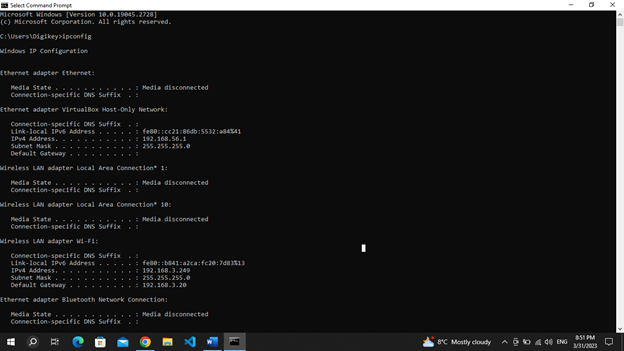 Select Command Prompt
Microsoft Windows [Version 10.0.19045.2728]
(c) Microsoft Corporation. All rights reserved.
C:\Users\Digikey>ipconfig
Windows IP Configuration
Ethernet adapter Ethernet:
Media State . . . . . . . . . . . : Media disconnected
Connection-specific DNS Suffix  . :
Ethernet adapter VirtualBox Host-Only Network:
Connection-specific DNS Suffix  . :
Link-local IPv6 Address . . . . . : fe80::cc21:86db:5532:a84%41
IPv4 Address. . . . . . . . . . . : 192.168.56.1
Subnet Mask . . . . . . . . . . . : 255.255.255.0
Default Gateway . . . . . . . . . :
Wireless LAN adapter Local Area Connection* 1:
Media State . . . . . . . . . . . : Media disconnected
Connection-specific DNS Suffix  . :
Wireless LAN adapter Local Area Connection* 10:
Media State . . . . . . . . . . . : Media disconnected
Connection-specific DNS Suffix  . :
Wireless LAN adapter Wi-Fi:
Connection-specific DNS Suffix  . :
Link-local IPv6 Address . . . . . : fe80::b841:a2ca:fc20:7d83%13
IPv4 Address. . . . . . . . . . . : 192.168.3.249
Subnet Mask . . . . . . . . . . . : 255.255.255.0
Default Gateway . . . . . . . . . : 192.168.3.20
Ethernet adapter Bluetooth Network Connection:
Media State . . . . . . . . . . . : Media disconnected
Connection-specific DNS Suffix  . :
8°C Mostly cloudy
ENG
8:51 PM
3/31/2023